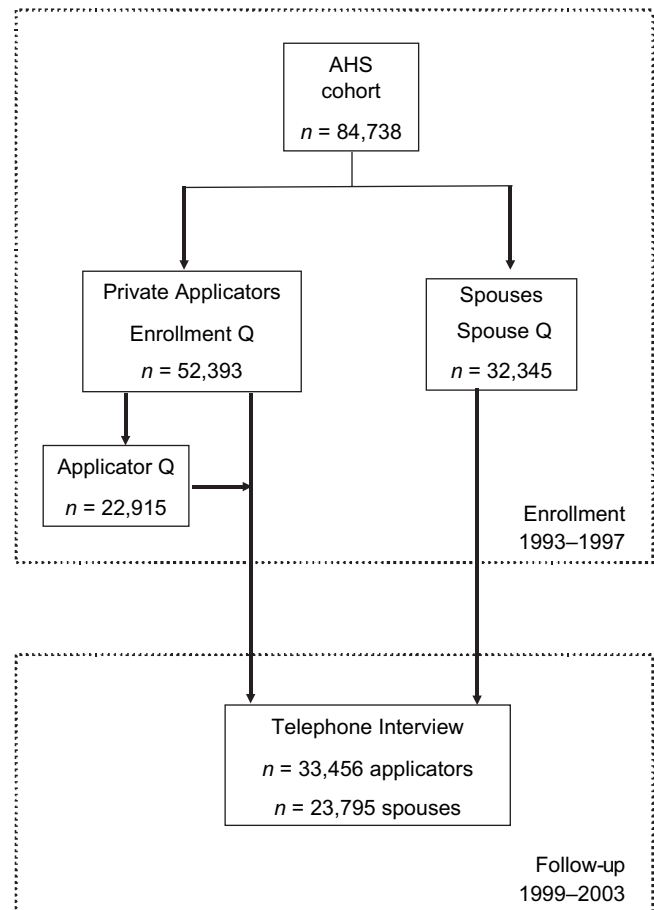 AHS
cohort
n = 84,738
Private Applicators
Enrollment Q
n = 52,393
Spouses
Spouse Q
n = 32,345
Applicator Q
n = 22,915
Enrollment
1993–1997
Telephone Interview
n = 33,456 applicators
n = 23,795 spouses
Follow-up
1999–2003